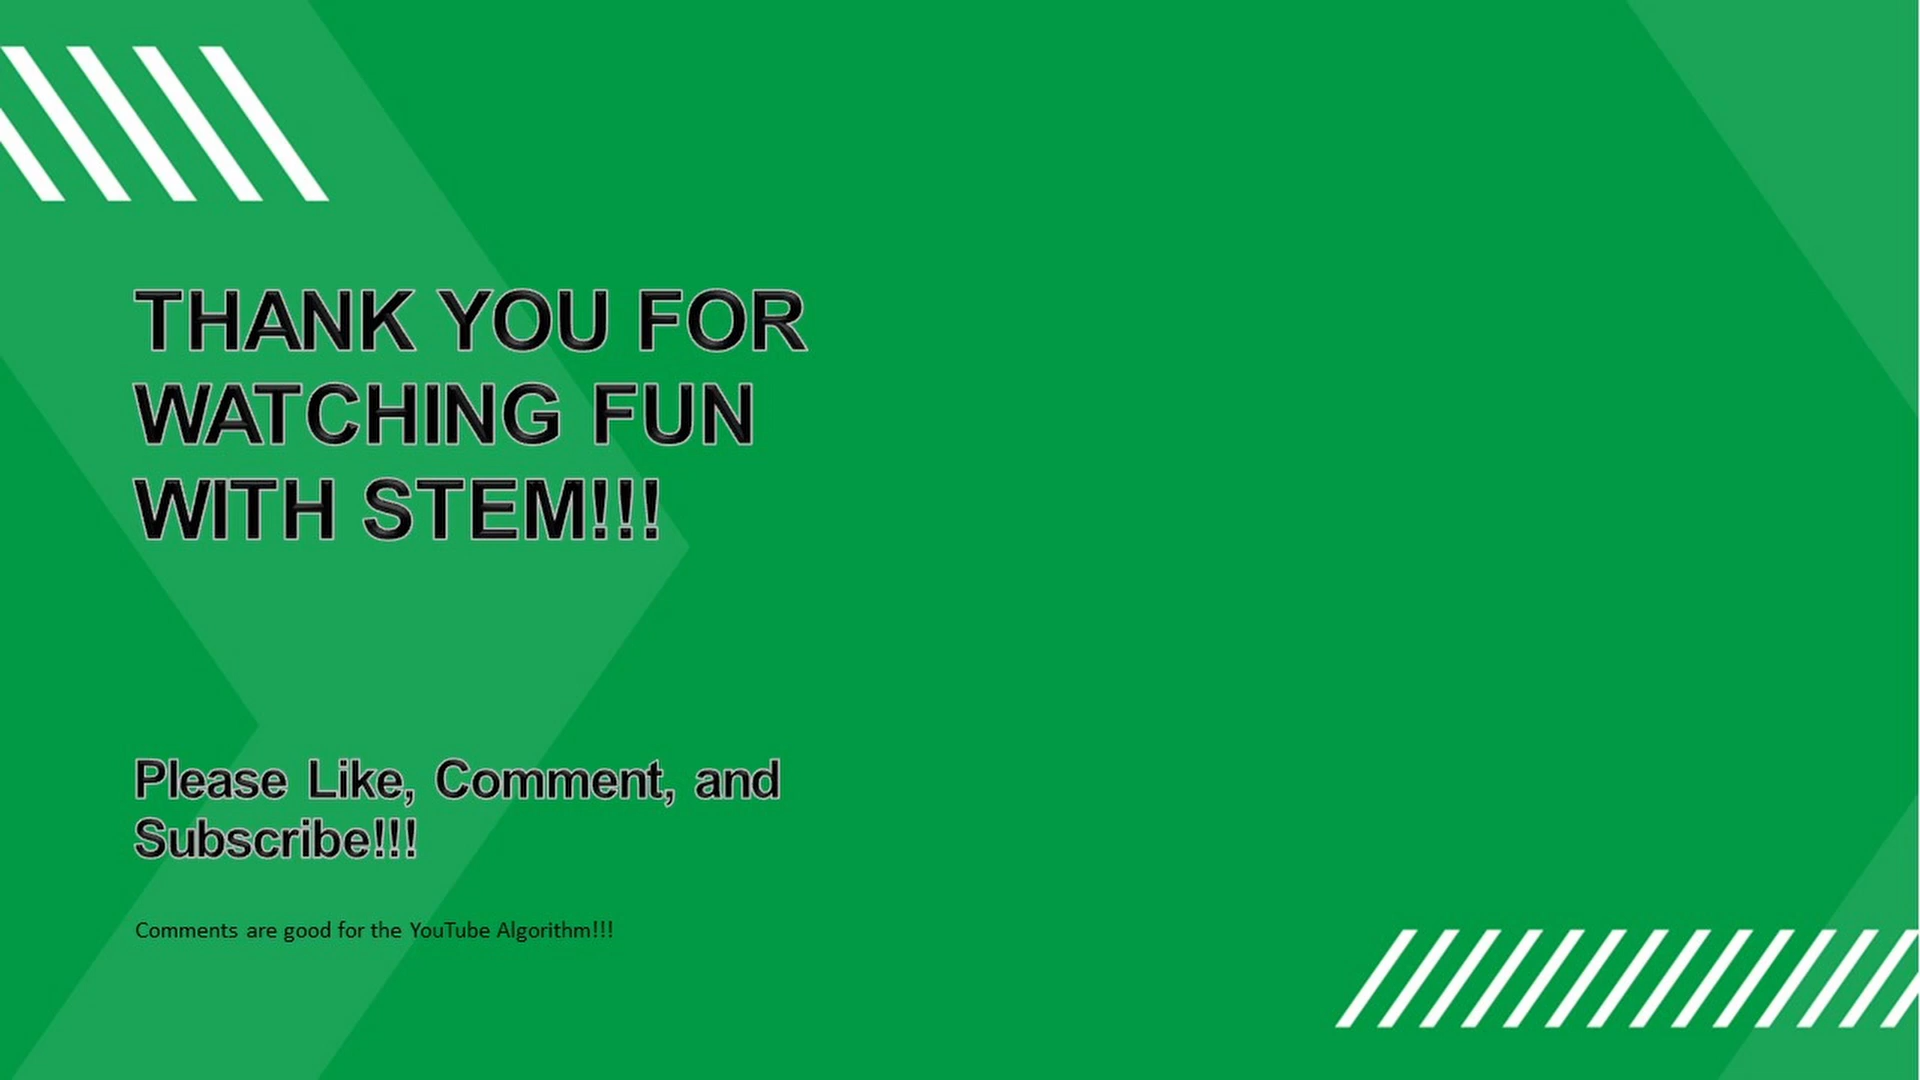 THANK YOU FOR
WATCHING FUN
WITH STEM!!!
Please Like, Comment, and
Subscribe!!!
Comments are good for the YouTube Algorithm!!!